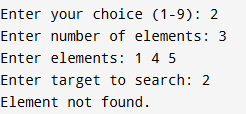 Enter your choice (1-9): 2
Enter number of elements: 3
Enter elements: 1 4 5
Enter target to search: 2
Element not found.